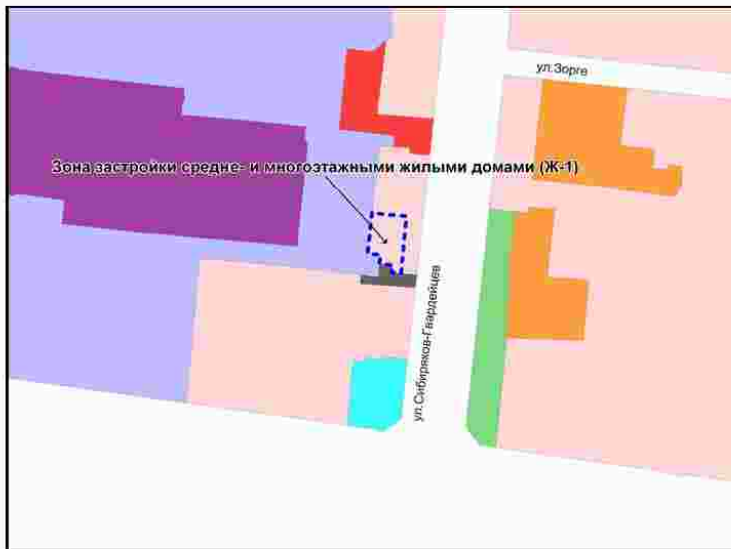 ул.Зорге
Зона застройки средне- и многоэтажными жилыми домами (Ж-1)
ул.Сибиряков-Гвардейцев